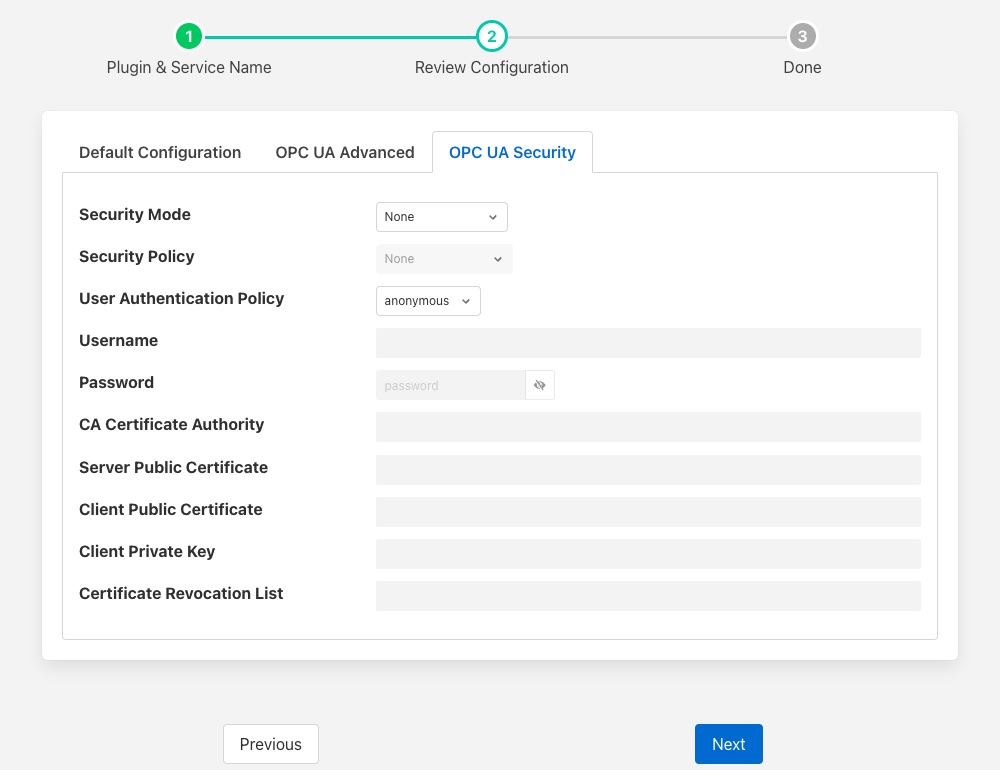 1
2
3
Plugin & Service Name
Review Configuration
Done
Default Configuration
OPC UA Advanced
OPC UA Security
Security Mode
None
Security Policy
None
User Authentication Policy
anonymous
Username
Password
password
CA Certificate Authority
Server Public Certificate
Client Public Certificate
Client Private Key
Certificate Revocation List
Previous
Next